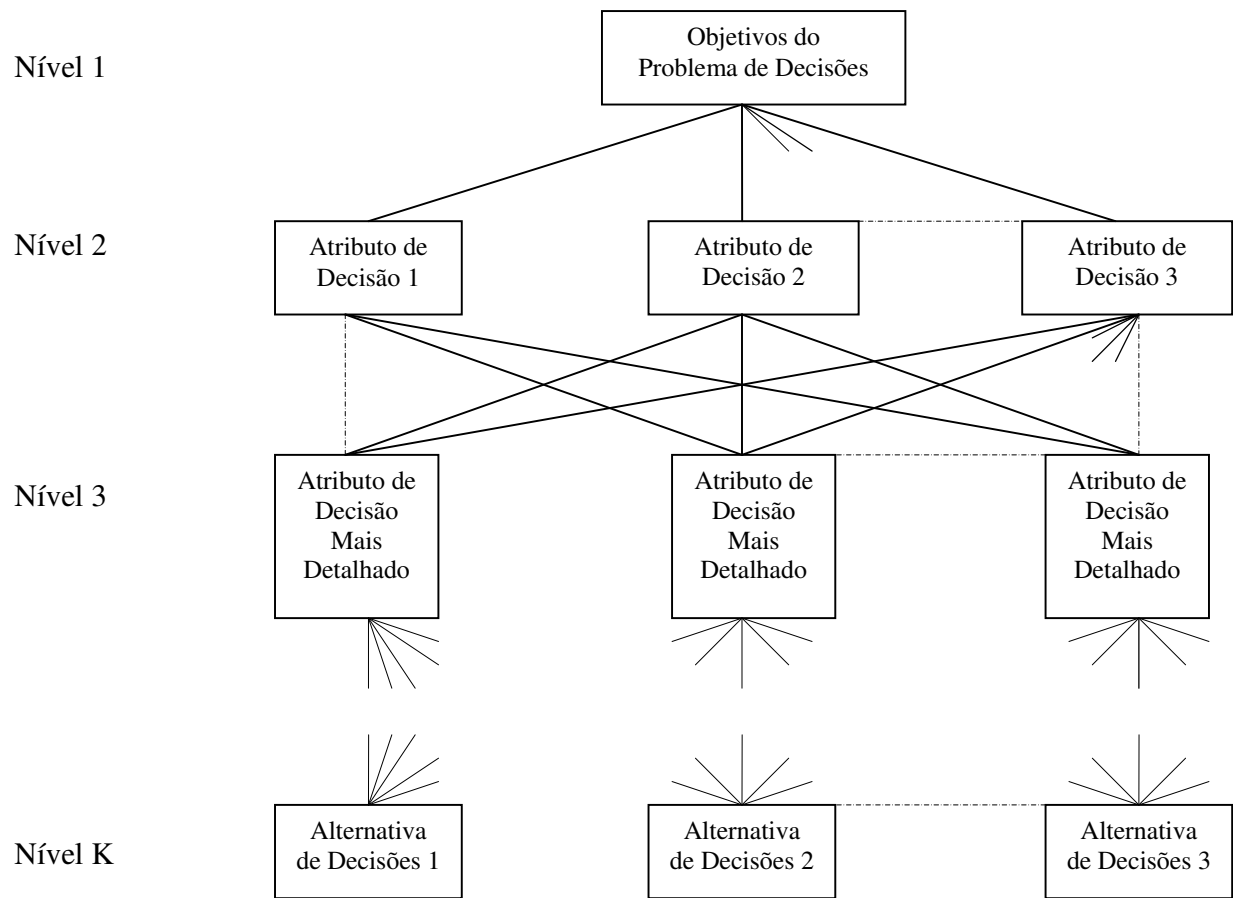 Nível 1
Objetivos do
Problema de Decisões
Nível 2
Atributo de
Decisão 1
Atributo de
Decisão 2
Atributo de
Decisão 3
Nível 3
Atributo de
Decisão
Mais
Detalhado
Atributo de
Decisão
Mais
Detalhado
Atributo de
Decisão
Mais
Detalhado
Nível K
Alternativa
de Decisões 1
Alternativa
de Decisões 2
Alternativa
de Decisões 3